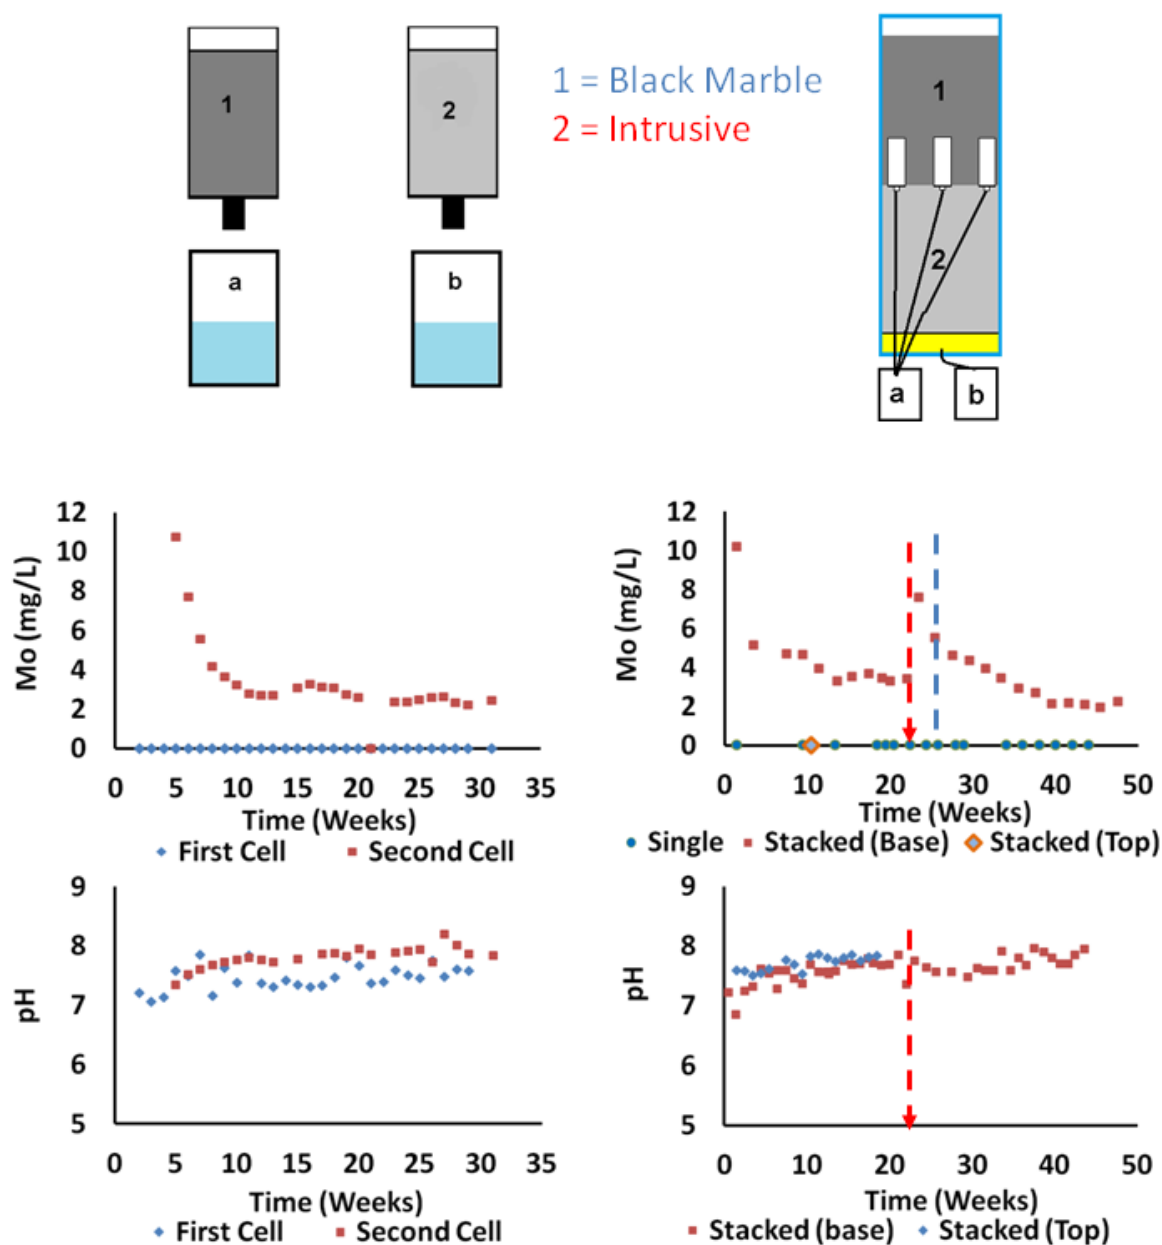 1
2
1 = Black Marble
2 = Intrusive
1
2
a
b
a
b
Mo (mg/L)
12
10
8
6
4
2
0
0 5 10 15 20 25 30 35
Time (Weeks)
First Cell Second Cell
Mo (mg/L)
12
10
8
6
4
2
0
0 10 20 30 40 50
Time (Weeks)
Single Stacked (Base) Stacked (Top)
pH
9
8
7
6
5
0 5 10 15 20 25 30 35
Time (Weeks)
First Cell Second Cell
pH
9
8
7
6
5
0 10 20 30 40 50
Time (Weeks)
Stacked (base) Stacked (Top)